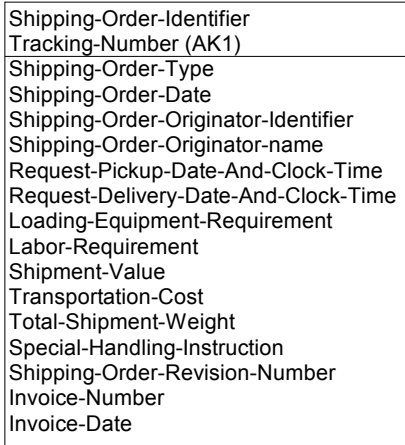 Shipping-Order-Identifier
Tracking-Number (AK1)
Shipping-Order-Type
Shipping-Order-Date
Shipping-Order-Originator-Identifier
Shipping-Order-Originator-name
Request-Pickup-Date-And-Clock-Time
Request-Delivery-Date-And-Clock-Time
Loading-Equipment-Requirement
Labor-Requirement
Shipment-Value
Transportation-Cost
Total-Shipment-Weight
Special-Handling-Instruction
Shipping-Order-Revision-Number
Invoice-Number
Invoice-Date